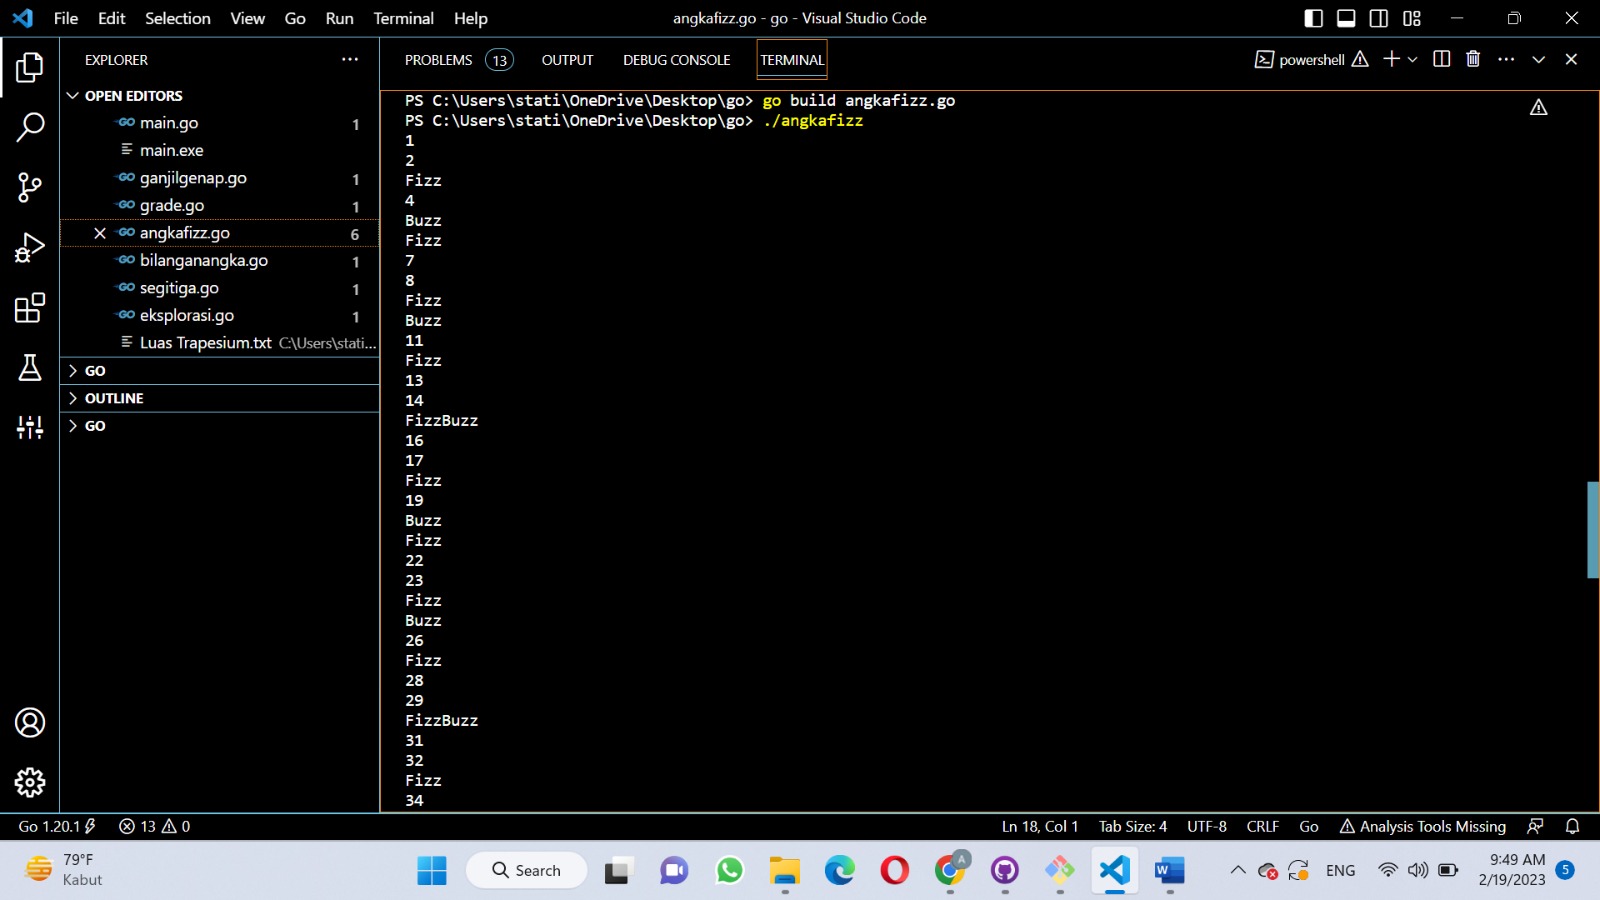 File Edit Selection View Go Run Terminal Help
angkafizz.go - go - Visual Studio Code
EXPLORER
OPEN EDITORS
GO main.go 1
main.exe
GO ganjilgenap.go 1
GO grade.go 1
GO angkafizz.go 6
GO bilanganangka.go 1
GO segitiga.go 1
GO eksplorasi.go 1
Luas Trapesium.txt C:\Users\stati...
GO
OUTLINE
GO
PROBLEMS 13 OUTPUT DEBUG CONSOLE TERMINAL
powershell
PS C:\Users\stati\OneDrive\Desktop\go> go build angkafizz.go
PS C:\Users\stati\OneDrive\Desktop\go> ./angkafizz
1
2
Fizz
4
Buzz
Fizz
7
8
Fizz
Buzz
11
Fizz
13
14
FizzBuzz
16
17
Fizz
19
Buzz
Fizz
22
23
Fizz
Buzz
26
Fizz
28
29
FizzBuzz
31
32
Fizz
34
Go 1.20.1 13 0 Ln 18, Col 1 Tab Size: 4 UTF-8 CRLF Go Analysis Tools Missing
79°F
Kabut
Search
A
W
ENG
9:49 AM
2/19/2023
5